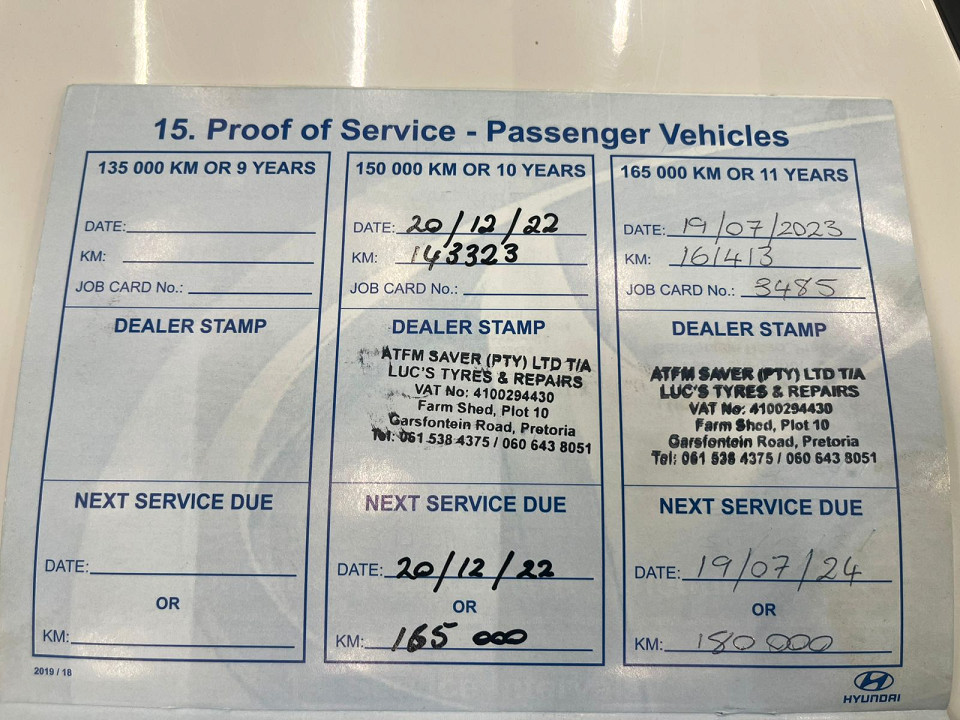 15. Proof of Service - Passenger Vehicles
135 000 KM OR 9 YEARS
DATE:
KM:
JOB CARD No.:
DEALER STAMP
NEXT SERVICE DUE
DATE:
OR
KM:
150 000 KM OR 10 YEARS
DATE: 20/12/22
KM: 143323
JOB CARD No.:
DEALER STAMP
ATFM SAVER (PTY) LTD T/A
LUC'S TYRES & REPAIRS
VAT No: 4100294430
Farm Shed, Plot 10
Garsfontein Road, Pretoria
Tel: 061 538 4375 / 060 643 8051
NEXT SERVICE DUE
DATE: 20/12/22
OR
KM: 165 000
165 000 KM OR 11 YEARS
DATE: 19/07/2023
KM: 161413
JOB CARD No.: 3485
DEALER STAMP
ATFM SAVER (PTY) LTD T/A
LUC'S TYRES & REPAIRS
VAT No: 4100294430
Farm Shed, Plot 10
Garsfontein Road, Pretoria
Tel: 061 538 4375 / 060 643 8051
NEXT SERVICE DUE
DATE: 19/07/24
OR
KM: 180 000
2019 / 18
HYUNDAI